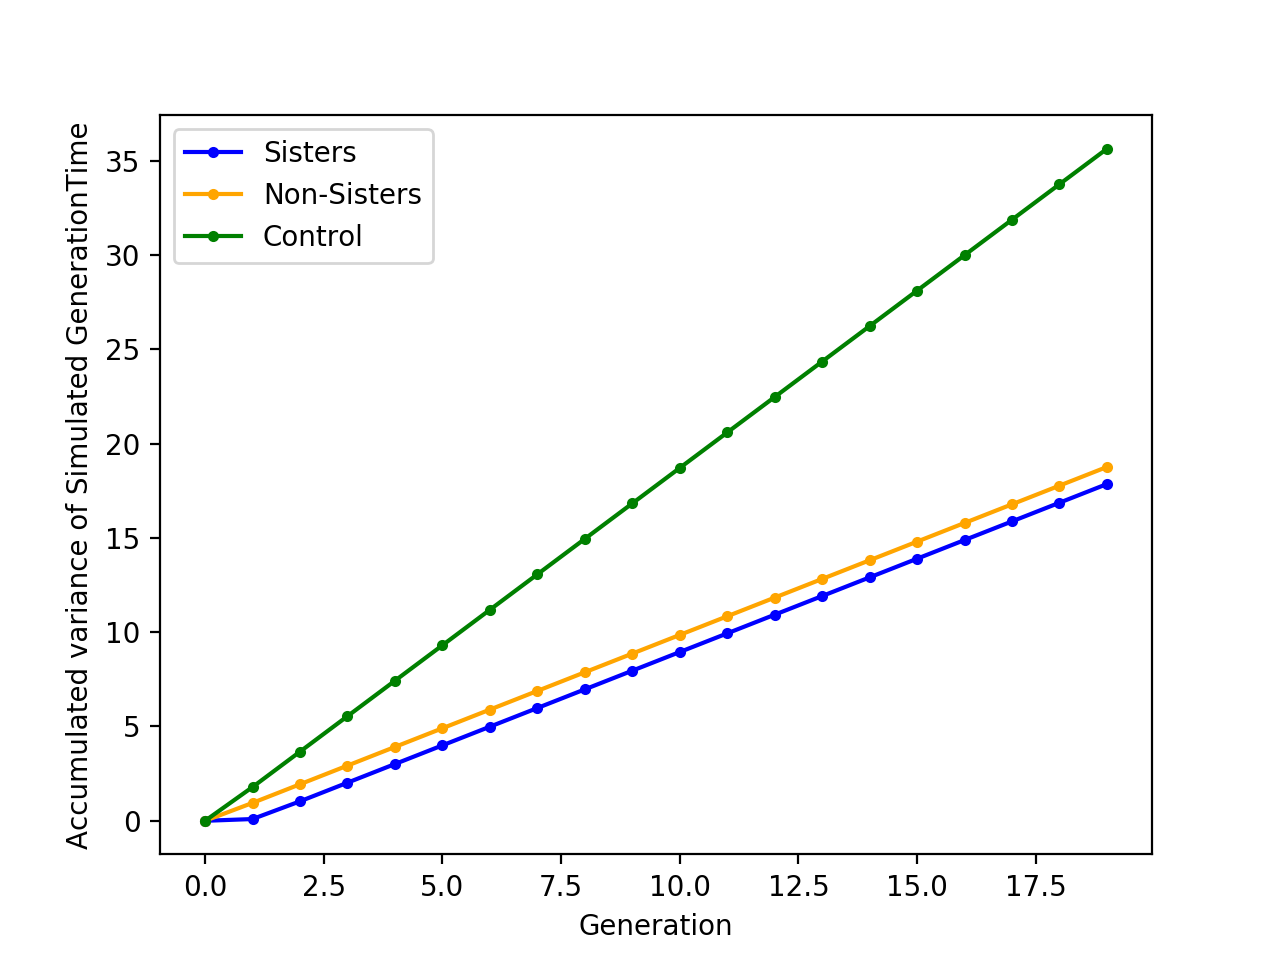 Accumulated variance of Simulated GenerationTime
35
30
25
20
15
10
5
0
Sisters
Non-Sisters
Control
0.0 2.5 5.0 7.5 10.0 12.5 15.0 17.5
Generation